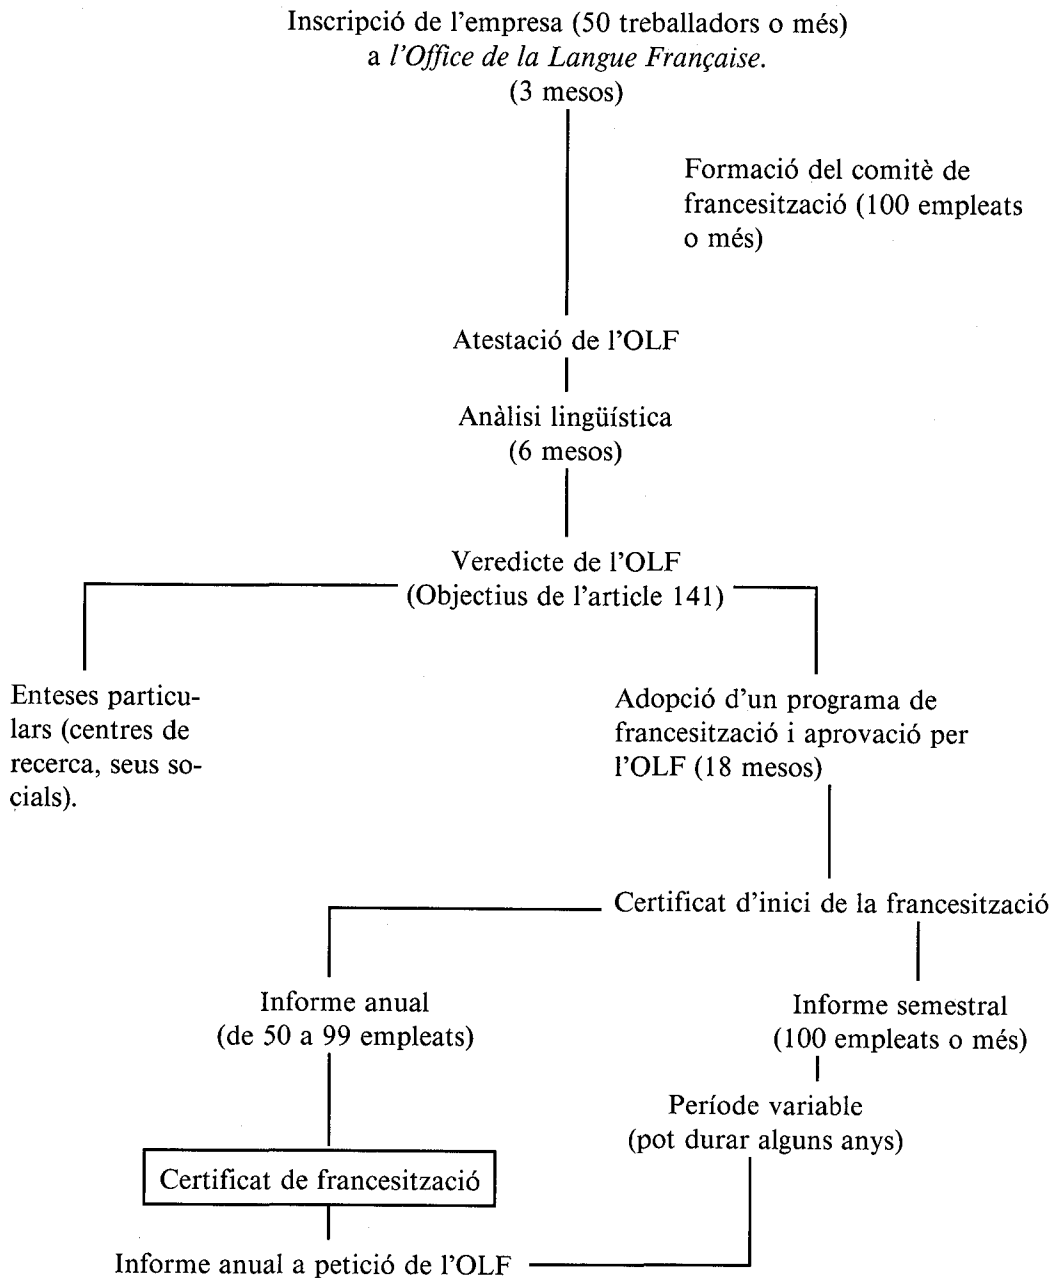 Inscripció de l'empresa (50 treballadors o més)
a l'Office de la Langue Française.
(3 mesos)
Formació del comitè de
francesització (100 empleats
o més)
Atestació de l'OLF
Anàlisi lingüística
(6 mesos)
Veredicte de l'OLF
(Objectius de l'article 141)
Enteses particu-
lars (centres de
recerca, seus so-
cials).
Adopció d'un programa de
francesització i aprovació per
l'OLF (18 mesos)
Certificat d'inici de la francesització
Informe anual
(de 50 a 99 empleats)
Informe semestral
(100 empleats o més)
Període variable
(pot durar alguns anys)
Certificat de francesització
Informe anual a petició de l'OLF